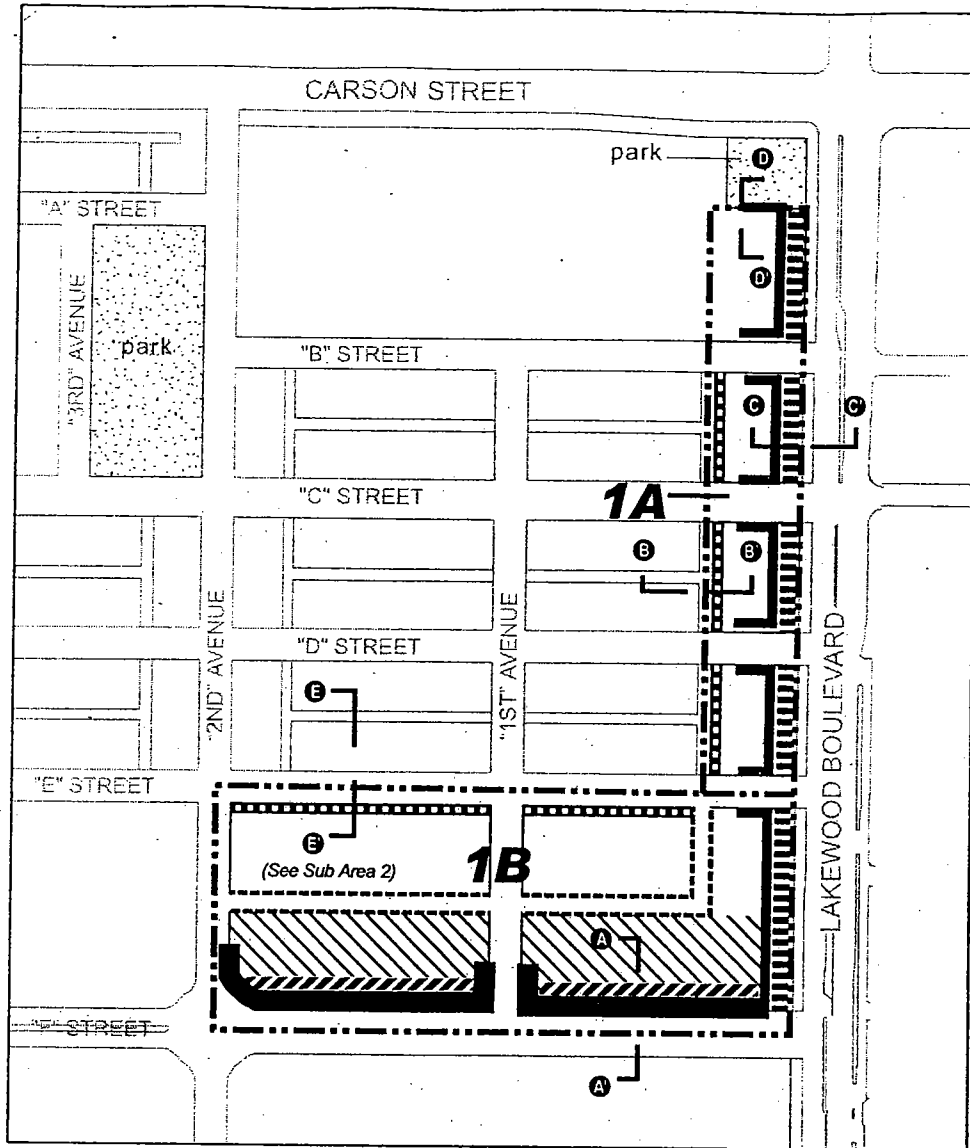 CARSON STREET
park
D
"A" STREET
"3RD" AVENUE
park
D'
"B" STREET
C
C'
"C" STREET
1A
B
B'
"2ND" AVENUE
"1ST" AVENUE
"D" STREET
LAKEWOOD BOULEVARD
E
"E" STREET
E'
(See Sub Area 2)
1B
A
"F" STREET
A'